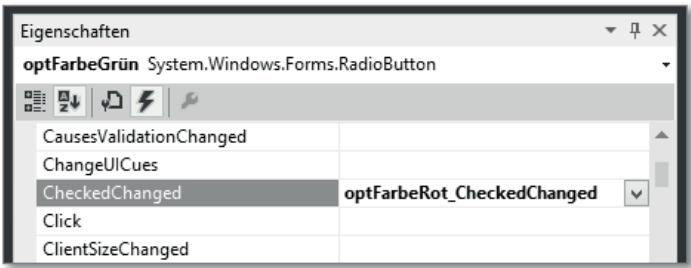 Eigenschaften
optFarbeGrün System.Windows.Forms.RadioButton
CausesValidationChanged
ChangeUICues
CheckedChanged optFarbeRot_CheckedChanged
Click
ClientSizeChanged